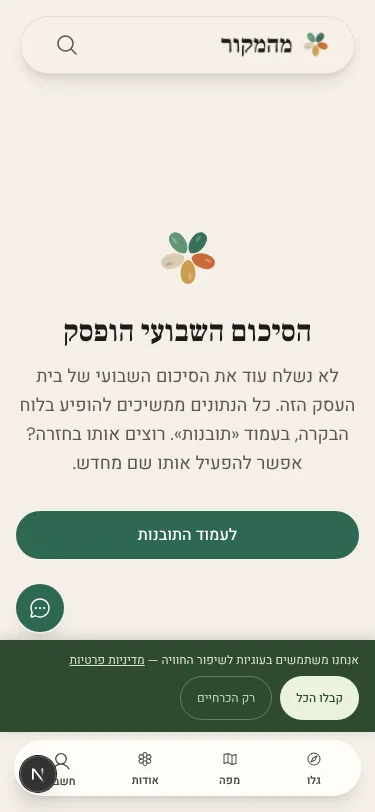 מהמקור
הסיכום השבועי הופסק
לא נשלח עוד את הסיכום השבועי של בית
העסק הזה. כל הנתונים ממשיכים להופיע בלוח
הבקרה, בעמוד «תובנות». רוצים אותו בחזרה?
אפשר להפעיל אותו שם מחדש.
לעמוד התובנות
אנחנו משתמשים בעוגיות לשיפור החוויה — מדיניות פרטיות
קבלו הכל
רק הכרחיים
גלו
מפה
אודות
חשב
N